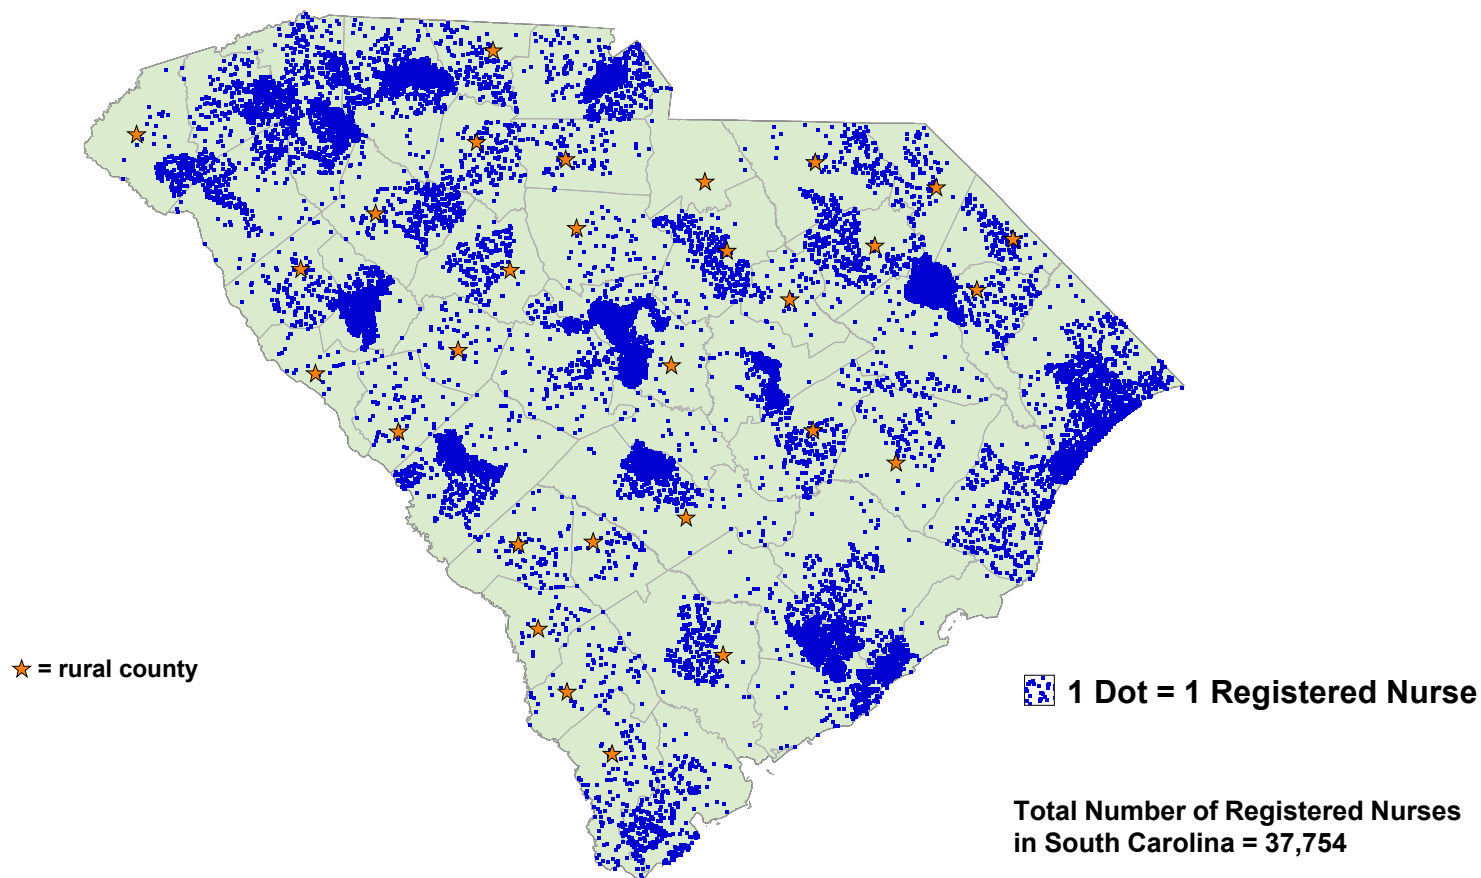 = rural county
1 Dot = 1 Registered Nurse
Total Number of Registered Nurses
in South Carolina = 37,754